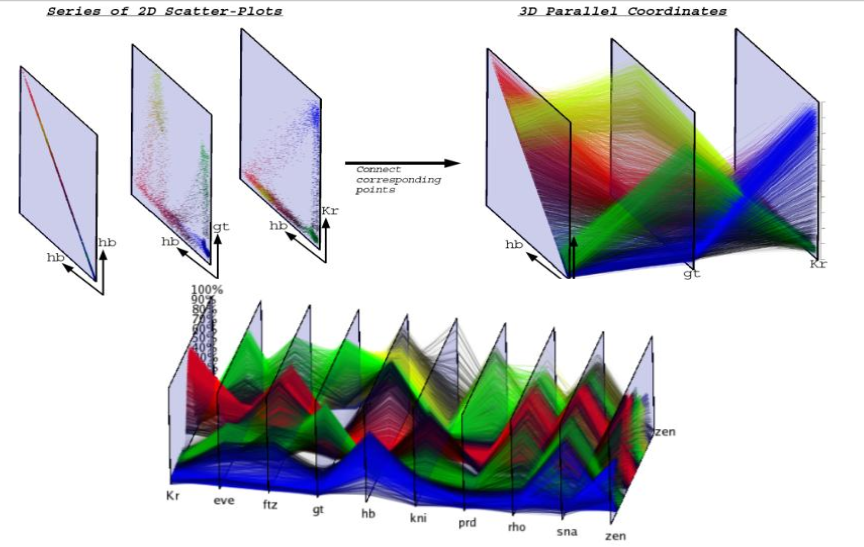 Series of 2D Scatter-Plots
3D Parallel Coordinates
Connect
corresponding
points
hb
hb
hb
gt
hb
Kr
hb
gt
Kr
100%
90%
zen
Kr
eve
ftz
gt
hb
kni
prd
rho
sna
zen